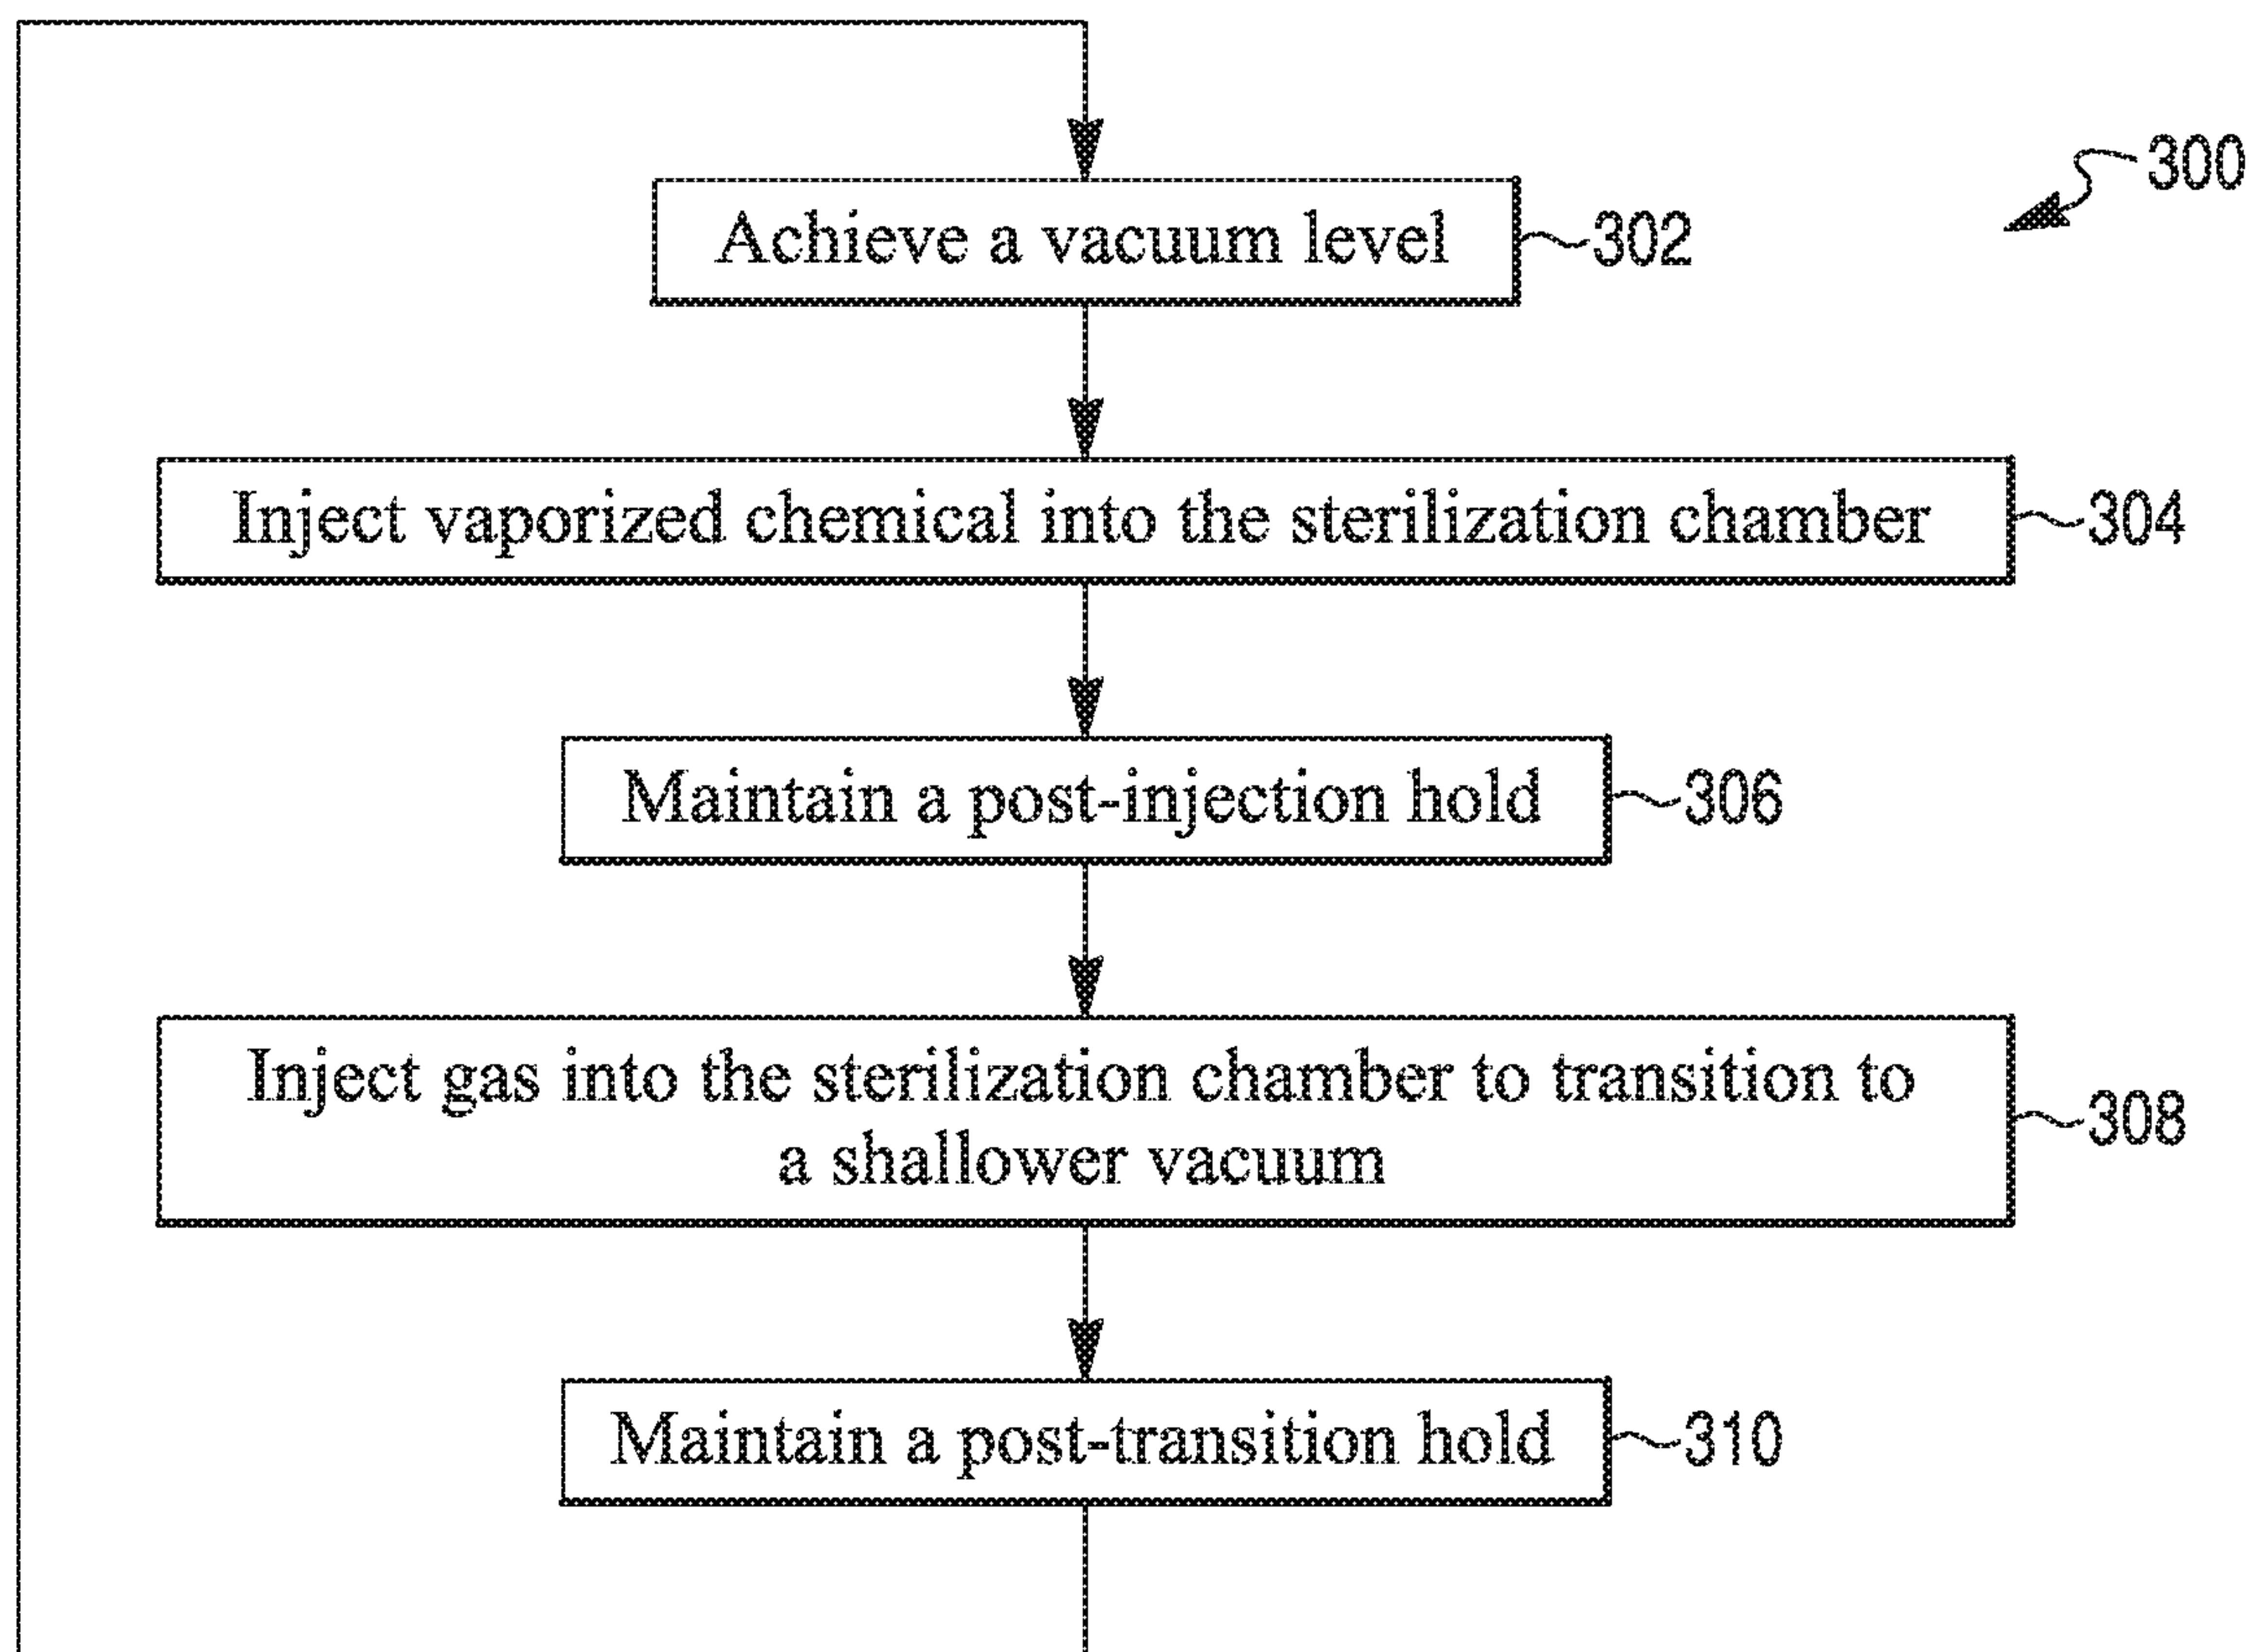 300
Achieve a vacuum level 302
Inject vaporized chemical into the sterilization chamber 304
Maintain a post-injection hold 306
Inject gas into the sterilization chamber to transition to
a shallower vacuum
308
Maintain a post-transition hold 310